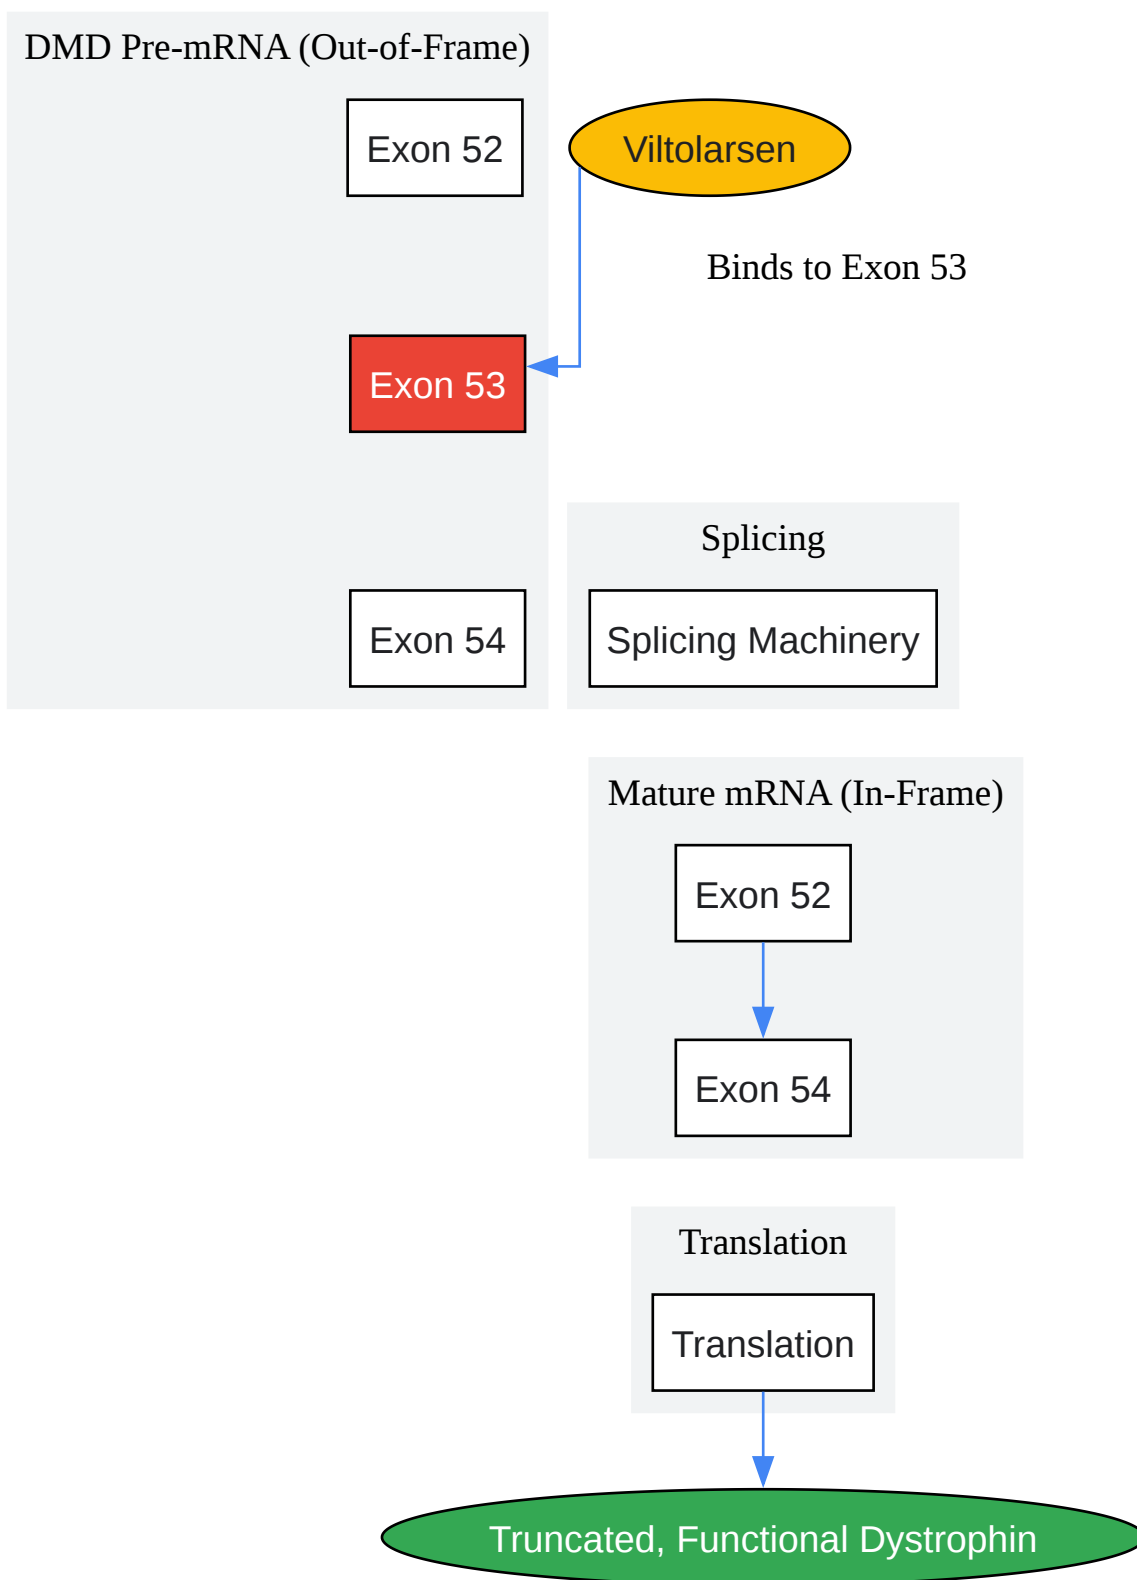 DMD Pre-mRNA (Out-of-Frame)
Exon 52
Viltolarsen
Binds to Exon 53
Exon 53
Splicing
Exon 54
Splicing Machinery
Mature mRNA (In-Frame)
Exon 52
Exon 54
Translation
Translation
Truncated, Functional Dystrophin